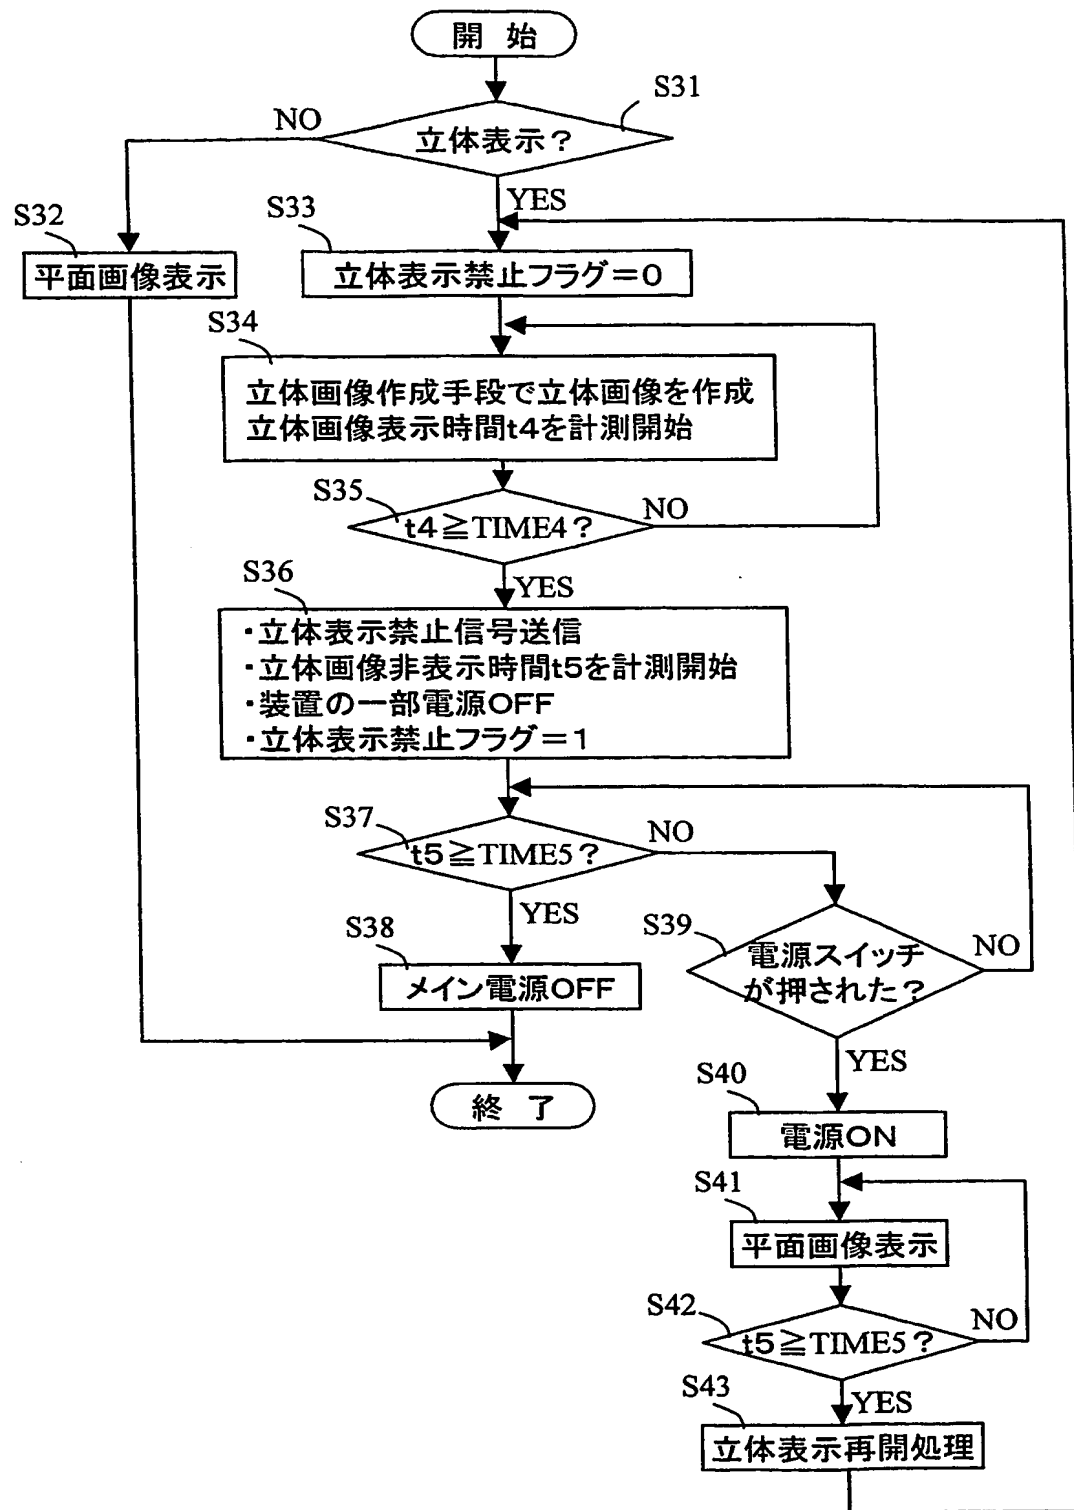 開 始
S31
NO
立体表示?
YES
S32
S33
平面画像表示
立体表示禁止フラグ=0
S34
立体画像作成手段で立体画像を作成
立体画像表示時間t4を計測開始
S35
NO
t4≧TIME4?
YES
S36
・立体表示禁止信号送信
・立体画像非表示時間t5を計測開始
・装置の一部電源OFF
・立体表示禁止フラグ=1
S37
NO
t5≧TIME5?
YES
S38
S39
NO
メイン電源OFF
電源スイッチ
が押された?
YES
終 了
S40
電源ON
S41
平面画像表示
S42
NO
t5≧TIME5?
YES
S43
立体表示再開処理